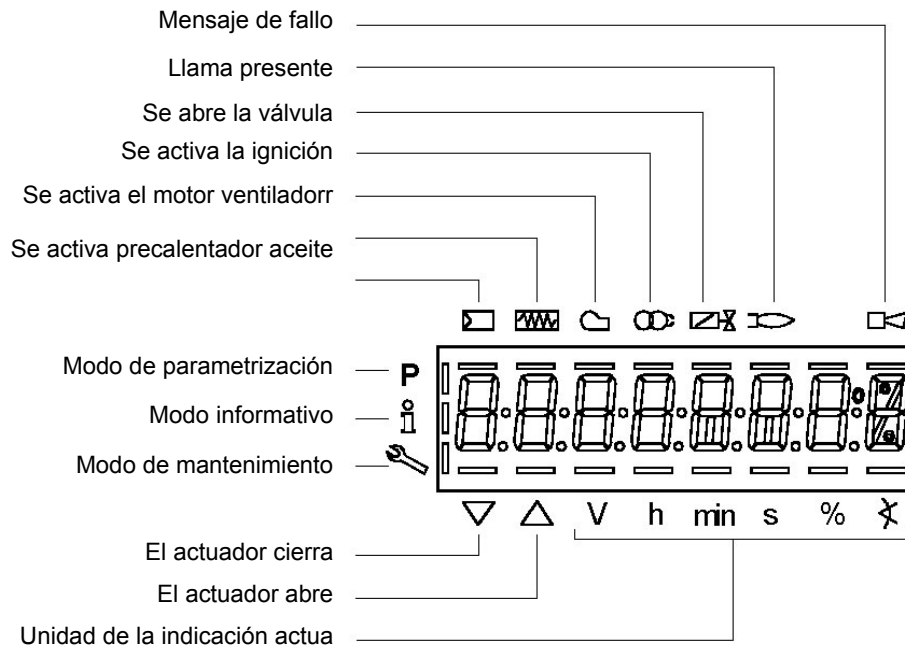 Mensaje de fallo
Llama presente
Se abre la válvula
Se activa la ignición
Se activa el motor ventiladorr
Se activa precalentador aceite
Modo de parametrización
P
Modo informativo
i
Modo de mantenimiento
V h min s %
El actuador cierra
El actuador abre
Unidad de la indicación actua